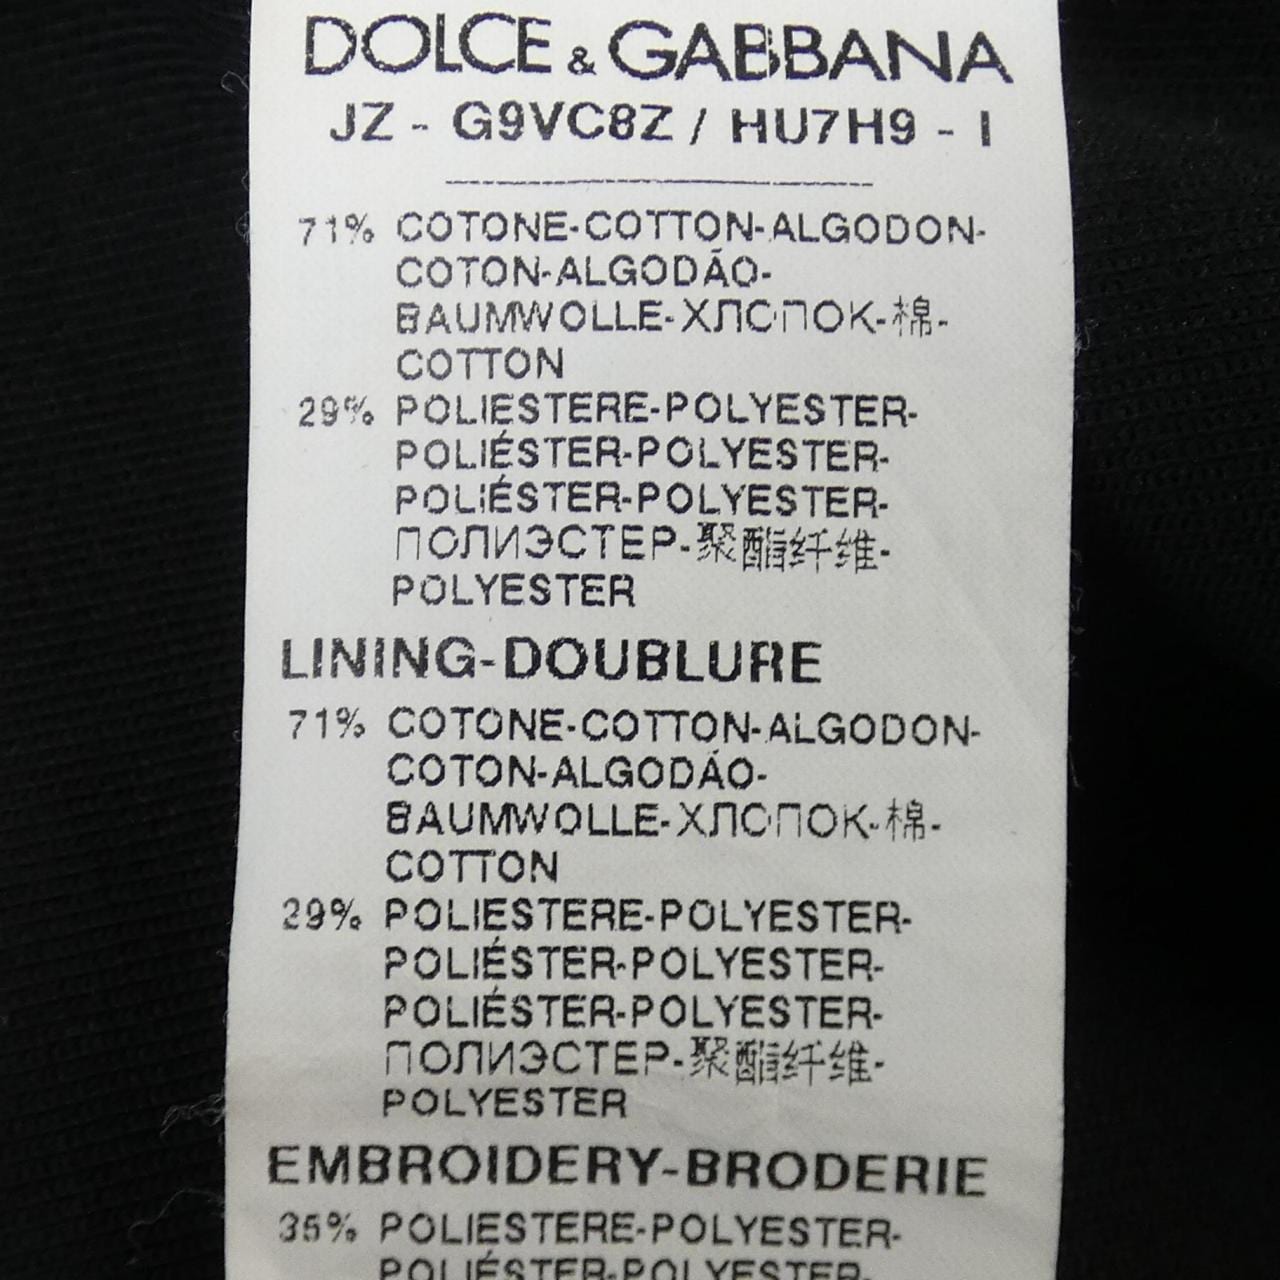 DOLCE & GABBANA
JZ - G9VC8Z / HU7H9 - I
71% COTONE-COTTON-ALGODON-
COTON-ALGODÃO-
BAUMWOLLE-ХЛОПОК-棉-
COTTON
29% POLIESTERE-POLYESTER-
POLIÉSTER-POLYESTER-
POLIÉSTER-POLYESTER-
ПОЛИЭСТЕР-聚酯纤维-
POLYESTER
LINING-DOUBLURE
71% COTONE-COTTON-ALGODON-
COTON-ALGODÃO-
BAUMWOLLE-ХЛОПОК-棉-
COTTON
29% POLIESTERE-POLYESTER-
POLIÉSTER-POLYESTER-
POLIÉSTER-POLYESTER-
ПОЛИЭСТЕР-聚酯纤维-
POLYESTER
EMBROIDERY-BRODERIE
35% POLIESTERE-POLYESTER-
POLIÉSTER-POLYESTER-